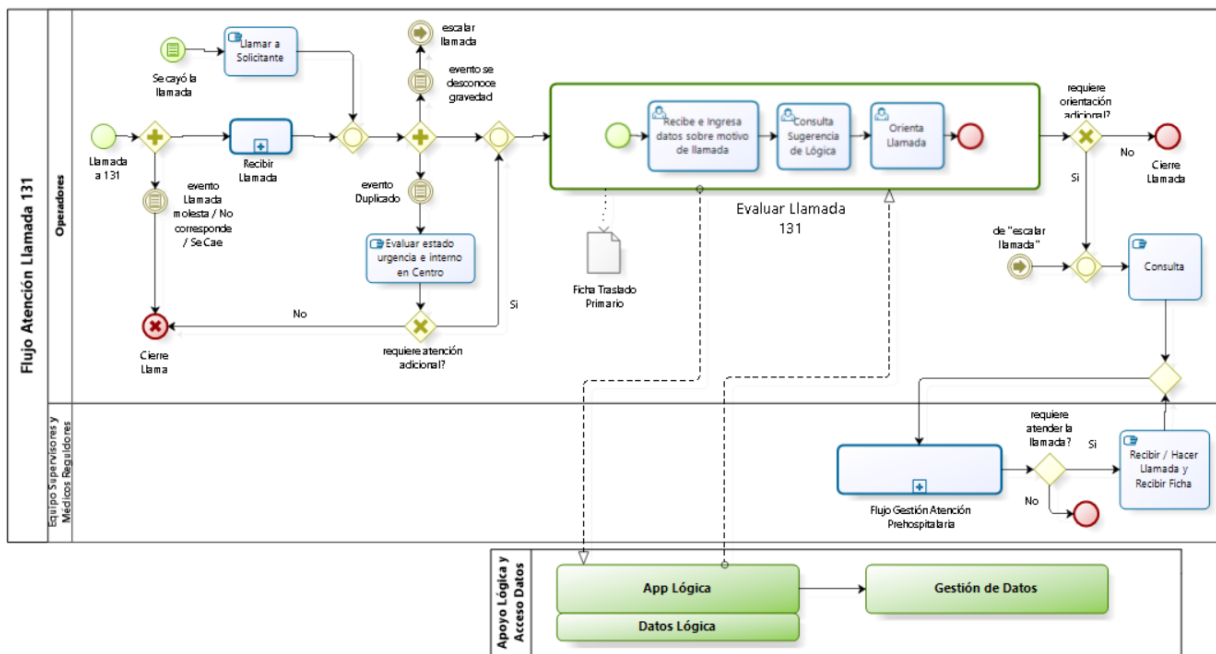 Flujo Atención Llamada 131
Operadores
Equipo Supervisores y
Médicos Reguldores
Se cayó la
llamada
Llamar a
Solicitante
escalar
llamada
evento se
desconoce
gravedad
Llamada
a 131
Recibir
Llamada
evento
Llamada
molesta / No
corresponde
/ Se Cae
evento
Duplicado
Evaluar estado
urgencia e interno
en Centro
No
Si
Cierre
Llama
requiere atención
adicional?
Recibe e Ingresa
datos sobre motivo
de llamada
Consulta
Sugerencia
de Lógica
Orienta
Llamada
Evaluar Llamada
131
Ficha Traslado
Primario
requiere
orientación
adicional?
No
Cierre
Llamada
Si
de "escalar
llamada"
Consulta
Flujo Gestión Atención
Prehospitalaria
requiere
atender la
llamada?
Si
No
Recibir / Hacer
Llamada y
Recibir Ficha
Apoyo Lógica y
Acceso Datos
App Lógica
Datos Lógica
Gestión de Datos